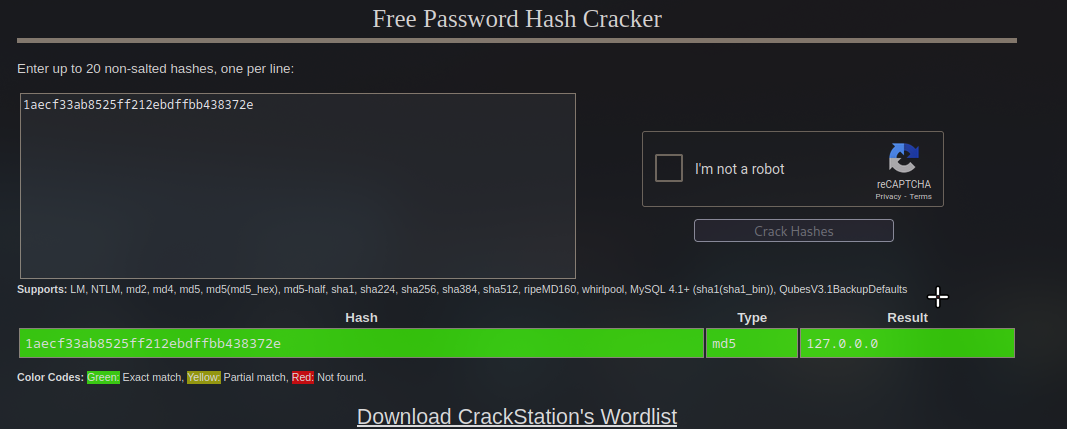 Free Password Hash Cracker
Enter up to 20 non-salted hashes, one per line:
1aecf33ab8525ff212ebdffbb438372e
I'm not a robot
reCAPTCHA
Privacy - Terms
Crack Hashes
Supports: LM, NTLM, md2, md4, md5, md5(md5_hex), md5-half, sha1, sha224, sha256, sha384, sha512, ripeMD160, whirlpool, MySQL 4.1+ (sha1(sha1_bin)), QubesV3.1BackupDefaults
Hash Type Result
1aecf33ab8525ff212ebdffbb438372e md5 127.0.0.0
Color Codes: Green: Exact match, Yellow: Partial match, Red: Not found.
Download CrackStation's Wordlist